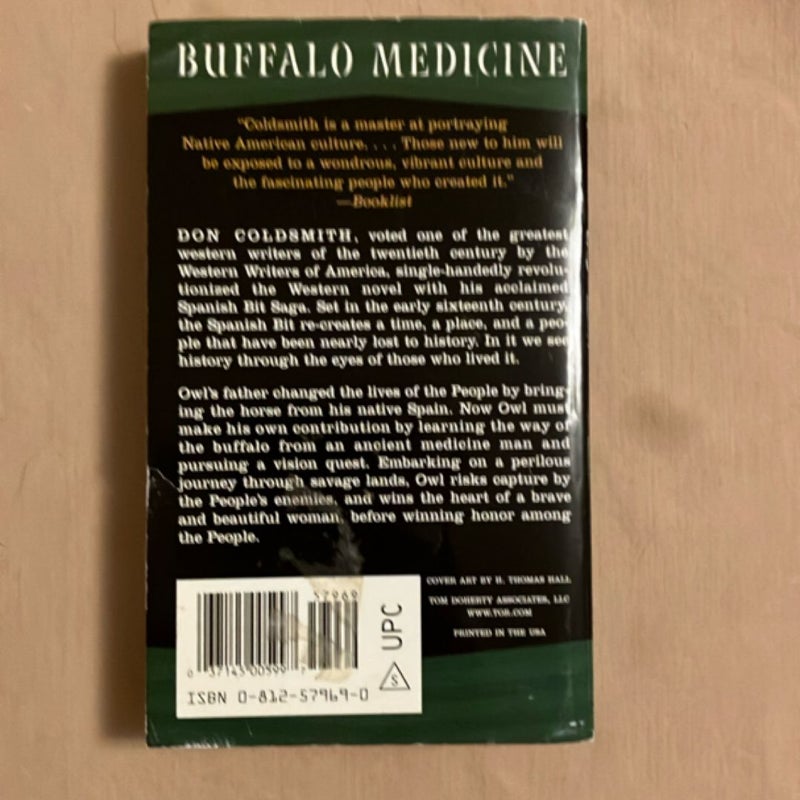 BUFFALO MEDICINE
"Coldsmith is a master at portraying
Native American culture. . . . Those new to him will
be exposed to a wondrous, vibrant culture and
the fascinating people who created it."
—Booklist
DON COLDSMITH, voted one of the greatest
western writers of the twentieth century by the
Western Writers of America, single-handedly revolu-
tionized the Western novel with his acclaimed
Spanish Bit Saga. Set in the early sixteenth century,
the Spanish Bit re-creates a time, a place, and a peo-
ple that have been nearly lost to history. In it we see
history through the eyes of those who lived it.
Owl's father changed the lives of the People by bring-
ing the horse from his native Spain. Now Owl must
make his own contribution by learning the way of
the buffalo from an ancient medicine man and
pursuing a vision quest. Embarking on a perilous
journey through savage lands, Owl risks capture by
the People's enemies, and wins the heart of a brave
and beautiful woman, before winning honor among
the People.
COVER ART BY H. THOMAS HALL
TOM DOHERTY ASSOCIATES, LLC
WWW.TOR.COM
PRINTED IN THE USA
57969
UPC
S
0 37145 00599 7
ISBN 0-812-57969-0